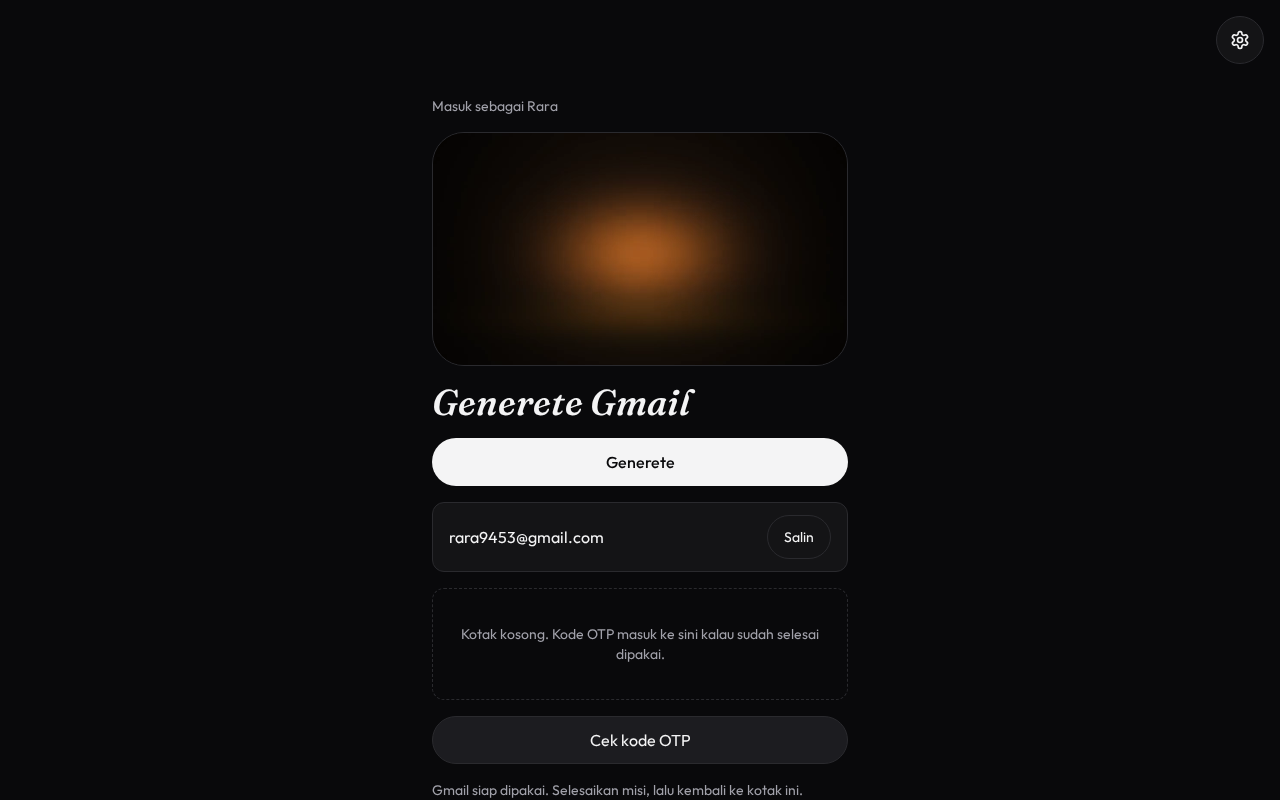 Masuk sebagai Rara
Generete Gmail
Generete
rara9453@gmail.com
Salin
Kotak kosong. Kode OTP masuk ke sini kalau sudah selesai
dipakai.
Cek kode OTP
Gmail siap dipakai. Selesaikan misi, lalu kembali ke kotak ini.